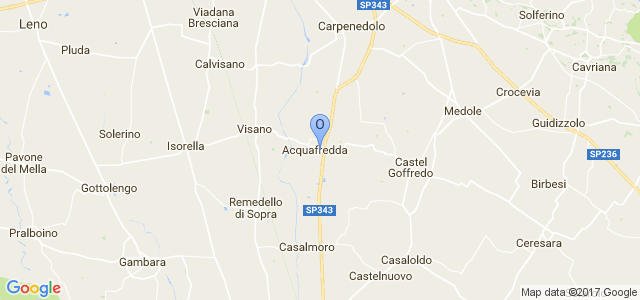 SP343
Solferino
Viadana
Bresciana
Leno
Carpenedolo
Pluda
Calvisano
Cavriana
Crocevia
Medole
O
Guidizzolo
Visano
Solerino
Isorella
Acquafredda
Pavone
del Mella
Castel
Goffredo
SP236
Gottolengo
Birbesi
Remedello
di Sopra
SP343
Pralboino
Casalmoro
Ceresara
Gambara
Casaloldo
Castelnuovo
Google
Map data ©2017 Google